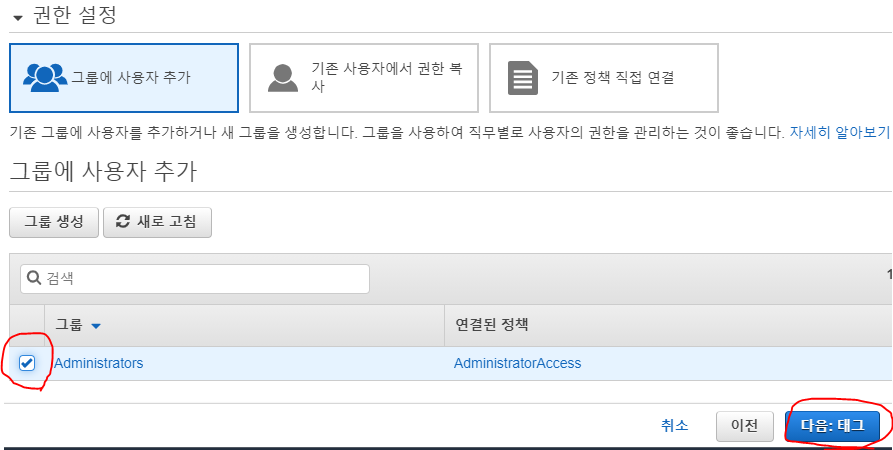 권한 설정
그룹에 사용자 추가
기존 사용자에서 권한 복
사
기존 정책 직접 연결
기존 그룹에 사용자를 추가하거나 새 그룹을 생성합니다. 그룹을 사용하여 직무별로 사용자의 권한을 관리하는 것이 좋습니다. 자세히 알아보기
그룹에 사용자 추가
그룹 생성 새로 고침
검색
1
그룹 연결된 정책
Administrators AdministratorAccess
취소 이전 다음: 태그